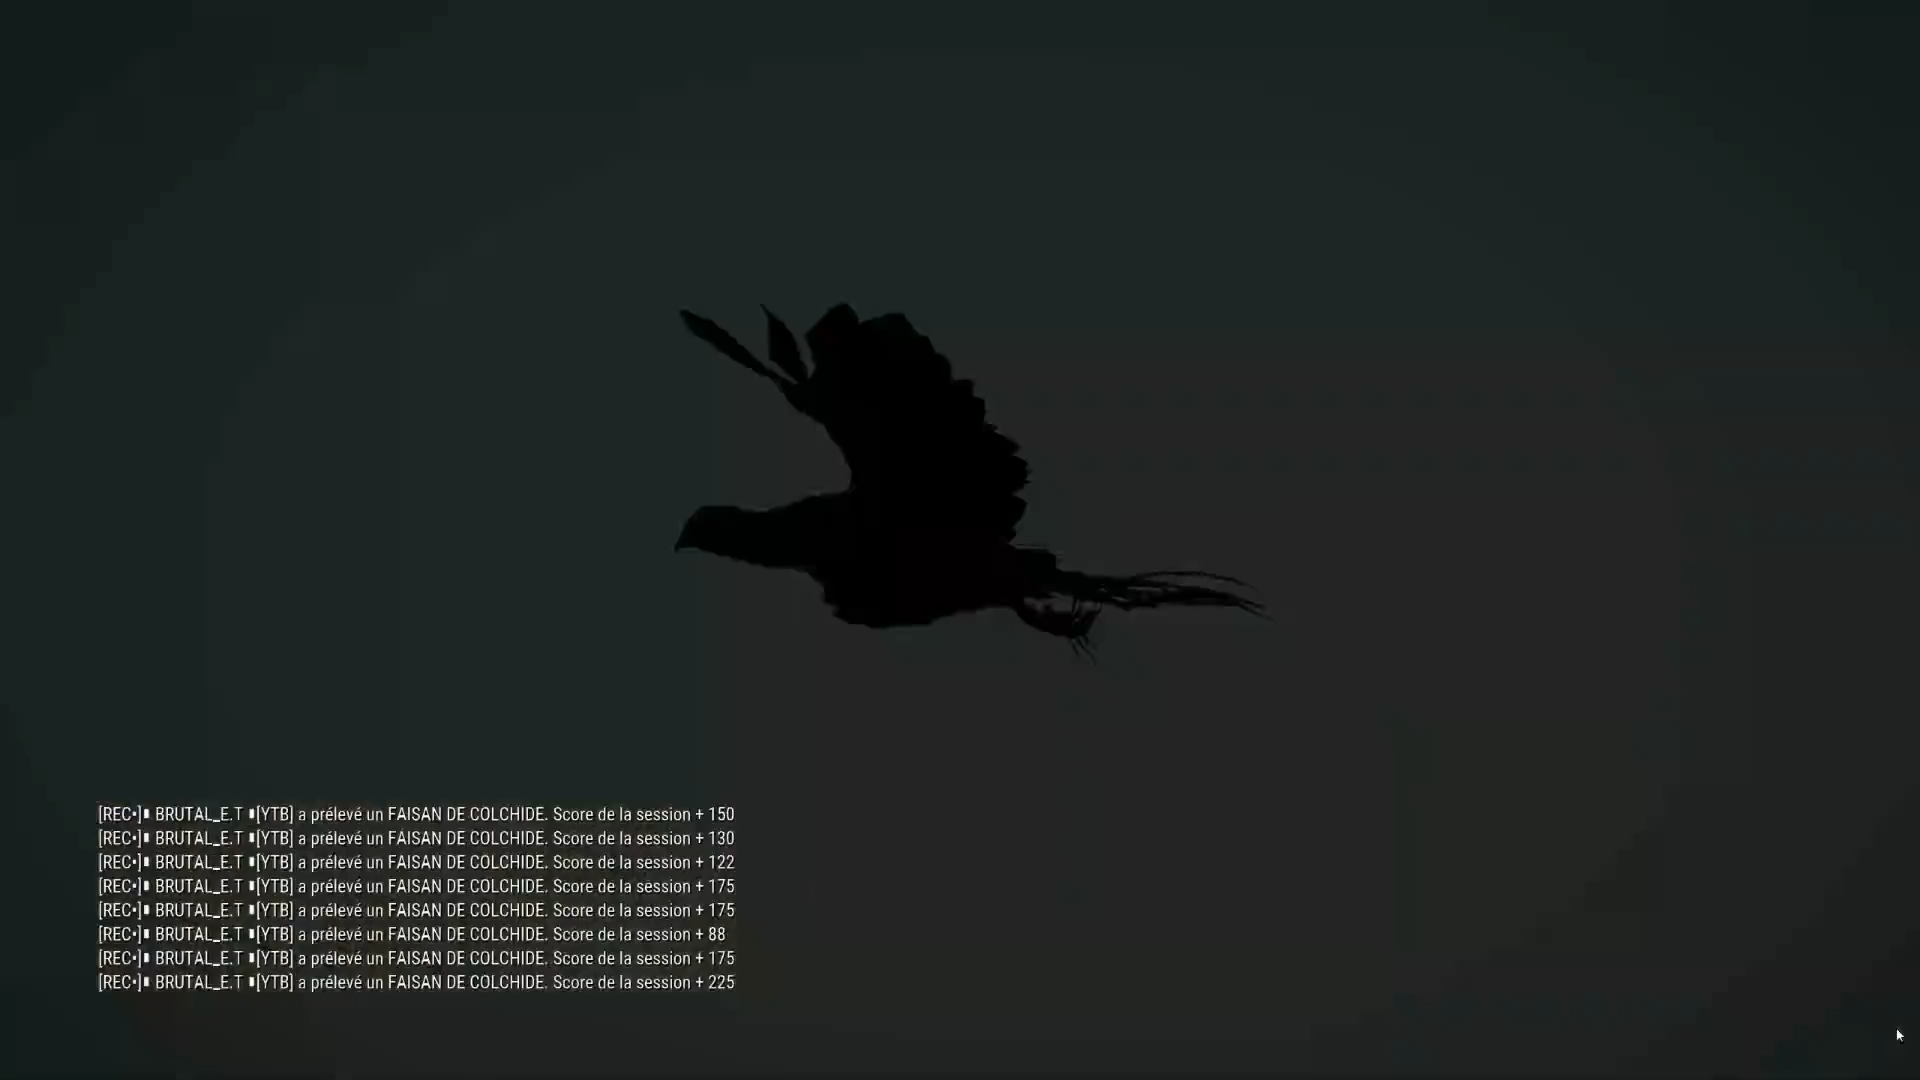 [REC•]▮ BRUTAL_E.T ▮[YTB] a prélevé un FAISAN DE COLCHIDE. Score de la session + 150
[REC•]▮ BRUTAL_E.T ▮[YTB] a prélevé un FAISAN DE COLCHIDE. Score de la session + 130
[REC•]▮ BRUTAL_E.T ▮[YTB] a prélevé un FAISAN DE COLCHIDE. Score de la session + 122
[REC•]▮ BRUTAL_E.T ▮[YTB] a prélevé un FAISAN DE COLCHIDE. Score de la session + 175
[REC•]▮ BRUTAL_E.T ▮[YTB] a prélevé un FAISAN DE COLCHIDE. Score de la session + 175
[REC•]▮ BRUTAL_E.T ▮[YTB] a prélevé un FAISAN DE COLCHIDE. Score de la session + 88
[REC•]▮ BRUTAL_E.T ▮[YTB] a prélevé un FAISAN DE COLCHIDE. Score de la session + 175
[REC•]▮ BRUTAL_E.T ▮[YTB] a prélevé un FAISAN DE COLCHIDE. Score de la session + 225